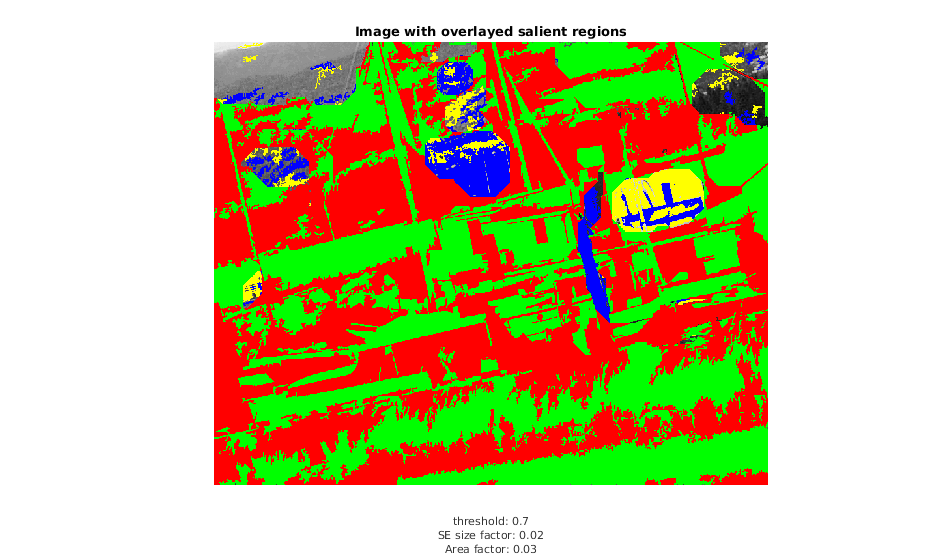 Image with overlayed salient regions
threshold: 0.7
SE size factor: 0.02
Area factor: 0.03